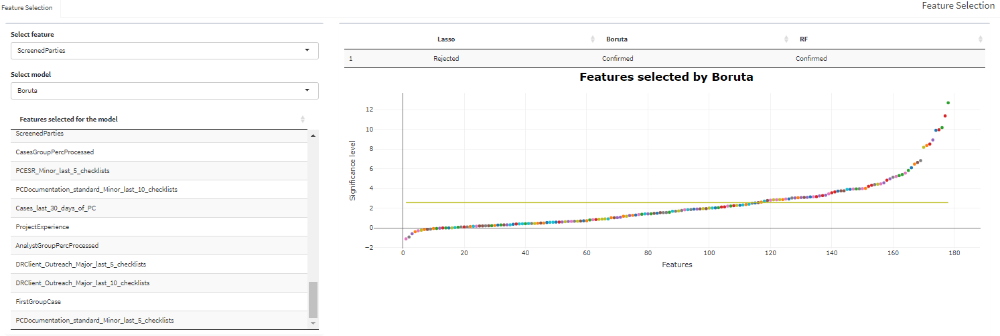 Feature Selection
Feature Selection
Select feature
ScreenedParties
Select model
Boruta
Features selected for the model
ScreenedParties
CasesGroupPercProcessed
PCESR_Minor_last_5_checklists
PCDocumentation_standard_Minor_last_10_checklists
Cases_last_30_days_of_PC
ProjectExperience
AnalystGroupPercProcessed
DRClient_Outreach_Major_last_5_checklists
DRClient_Outreach_Major_last_10_checklists
FirstGroupCase
PCDocumentation_standard_Minor_last_5_checklists
Lasso Boruta RF
1 Rejected Confirmed Confirmed
Features selected by Boruta
Significance level
12
10
8
6
4
2
0
−2
0 20 40 60 80 100 120 140 160 180
Features